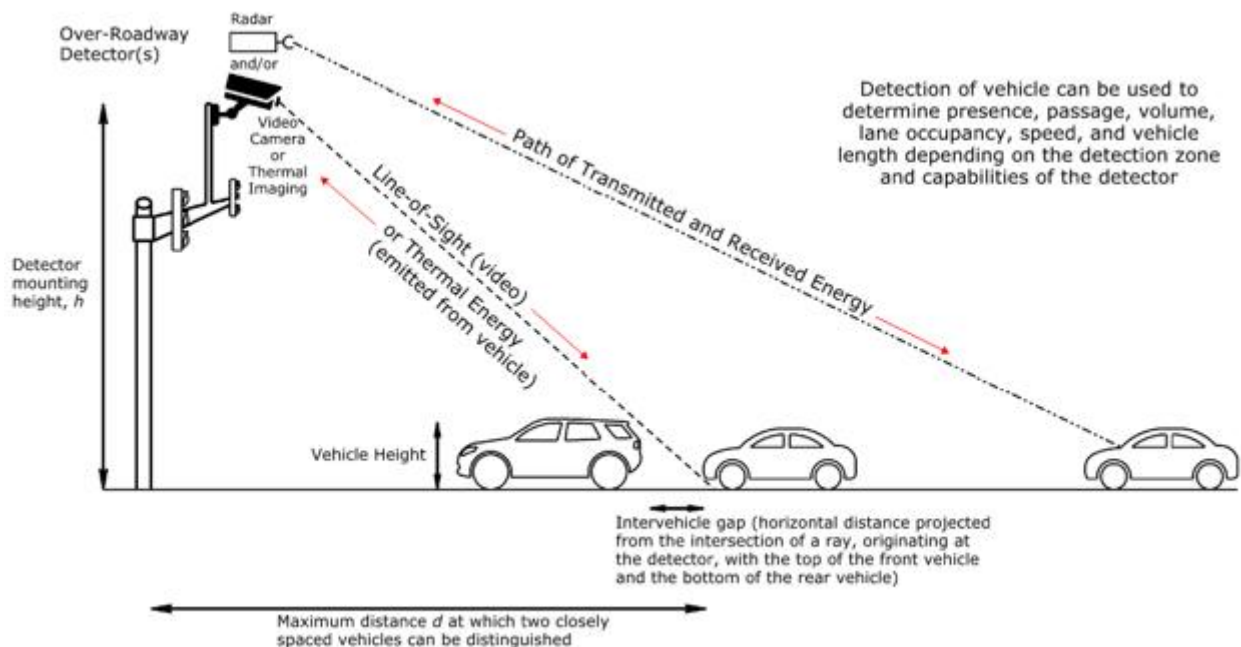 Over-Roadway
Detector(s)
Radar
and/or
Video
Camera
or
Thermal
Imaging
Detection of vehicle can be used to
determine presence, passage, volume,
lane occupancy, speed, and vehicle
length depending on the detection zone
and capabilities of the detector
Path of Transmitted and Received Energy
Line-of-Sight (video)
or Thermal Energy
(emitted from vehicle)
Detector
mounting
height, h
Vehicle Height
Intervehicle gap (horizontal distance projected
from the intersection of a ray, originating at
the detector, with the top of the front vehicle
and the bottom of the rear vehicle)
Maximum distance d at which two closely
spaced vehicles can be distinguished